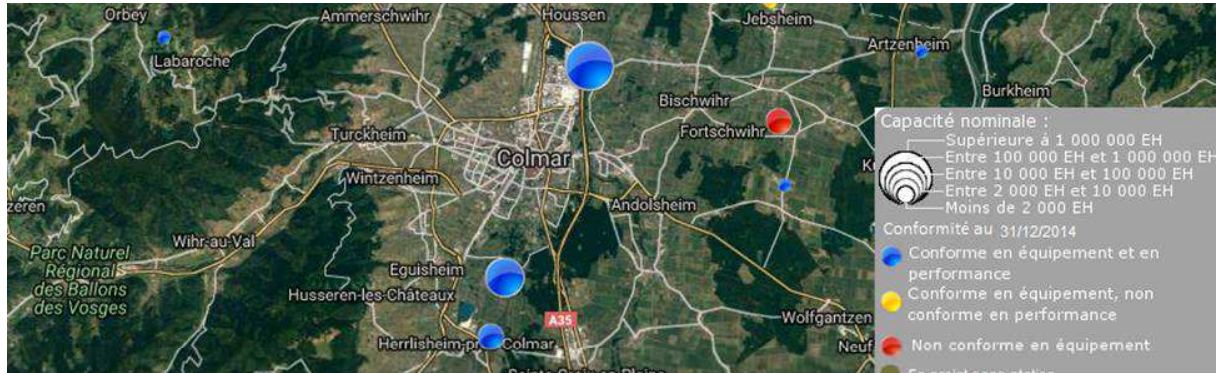 Orbey
Ammerschwihr
Houssen
Jebsheim
Labaroche
Artzenheim
Burkheim
Bischwihr
Fortschwihr
Turckheim
Colmar
Wintzenheim
Andolsheim
zeren
Wihr-au-Val
Parc Naturel
Régional
des Ballons
des Vosges
Eguisheim
Husseren-les-Châteaux
A35
Wolfgantzen
Herrlisheim-pr
Colmar
Neuf
Capacité nominale :
Supérieure à 1 000 000 EH
Entre 100 000 EH et 1 000 000 EH
Entre 10 000 EH et 100 000 EH
Entre 2 000 EH et 10 000 EH
Moins de 2 000 EH
Conformité au 31/12/2014
Conforme en équipement et en
performance
Conforme en équipement, non
conforme en performance
Non conforme en équipement